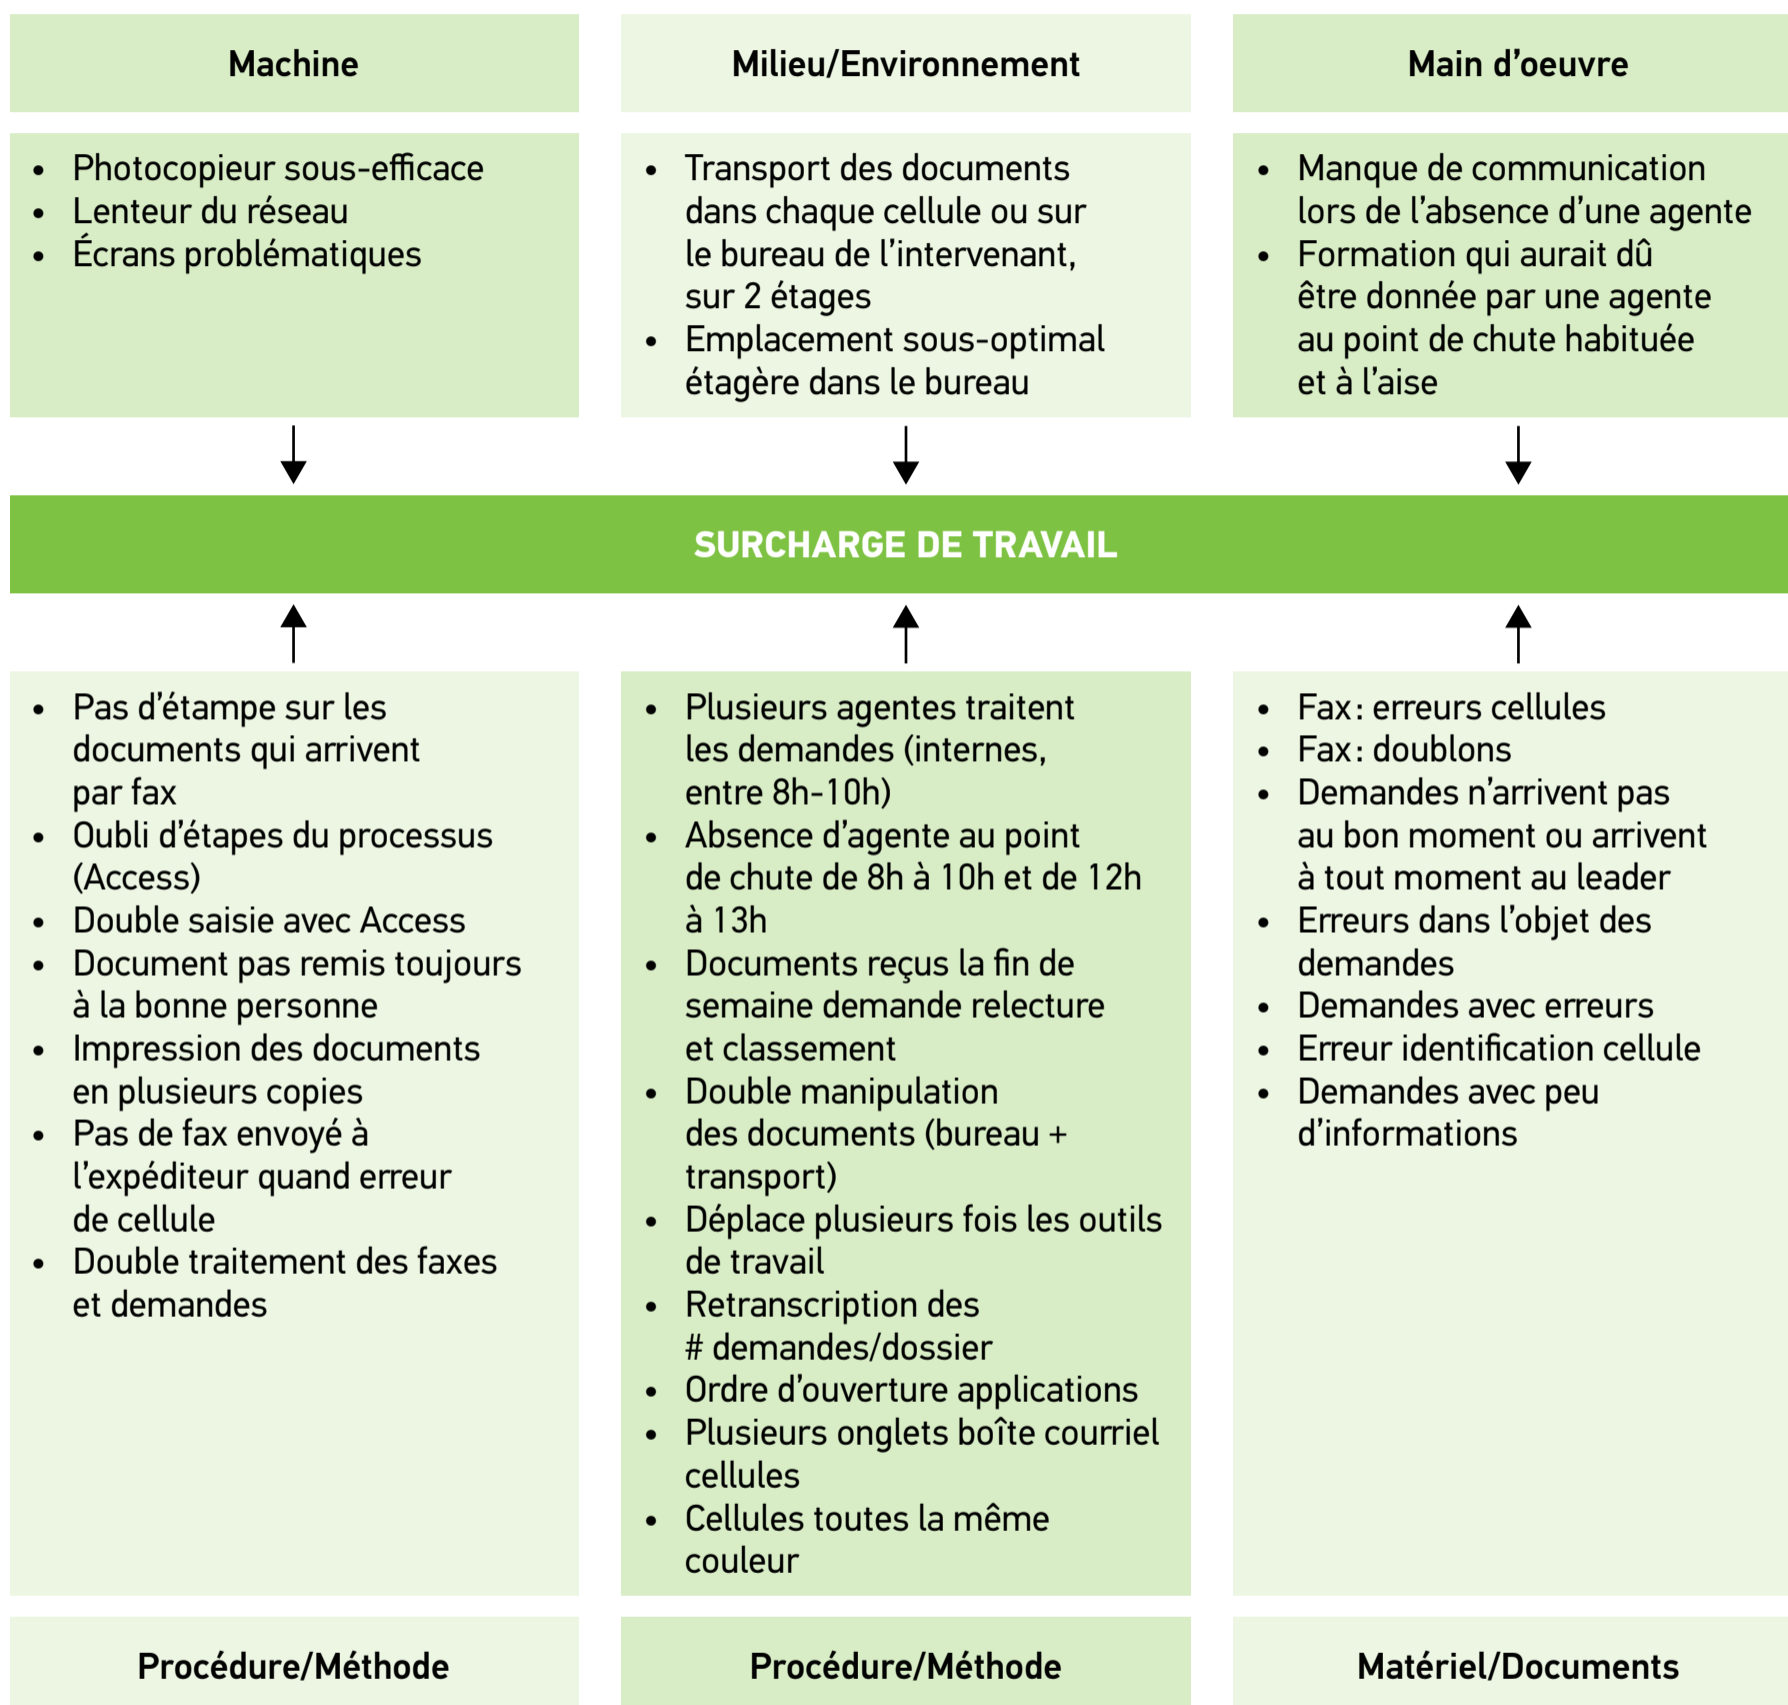 Machine
• Photocopieur sous-efficace
• Lenteur du réseau
• Écrans problématiques
Milieu/Environnement
• Transport des documents
dans chaque cellule ou sur
le bureau de l'intervenant,
sur 2 étages
• Emplacement sous-optimal
étagère dans le bureau
Main d'oeuvre
• Manque de communication
lors de l'absence d'une agente
• Formation qui aurait dû
être donnée par une agente
au point de chute habituée
et à l'aise
SURCHARGE DE TRAVAIL
• Pas d'étampe sur les
documents qui arrivent
par fax
• Oubli d'étapes du processus
(Access)
• Double saisie avec Access
• Document pas remis toujours
à la bonne personne
• Impression des documents
en plusieurs copies
• Pas de fax envoyé à
l'expéditeur quand erreur
de cellule
• Double traitement des faxes
et demandes
Procédure/Méthode
• Plusieurs agentes traitent
les demandes (internes,
entre 8h-10h)
• Absence d'agente au point
de chute de 8h à 10h et de 12h
à 13h
• Documents reçus la fin de
semaine demande relecture
et classement
• Double manipulation
des documents (bureau +
transport)
• Déplace plusieurs fois les outils
de travail
• Retranscription des
# demandes/dossier
• Ordre d'ouverture applications
• Plusieurs onglets boîte courriel
cellules
• Cellules toutes la même
couleur
Procédure/Méthode
• Fax : erreurs cellules
• Fax : doublons
• Demandes n'arrivent pas
au bon moment ou arrivent
à tout moment au leader
• Erreurs dans l'objet des
demandes
• Demandes avec erreurs
• Erreur identification cellule
• Demandes avec peu
d'informations
Matériel/Documents